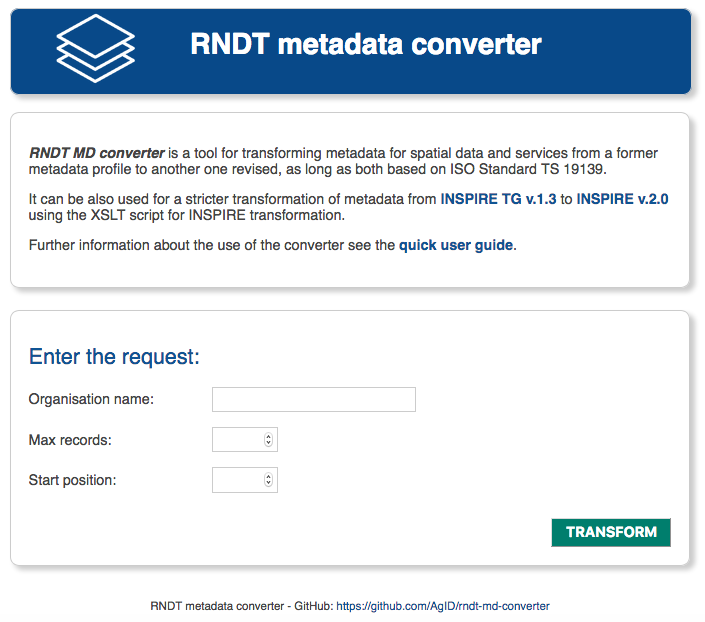 RNDT metadata converter
RNDT MD converter is a tool for transforming metadata for spatial data and services from a former
metadata profile to another one revised, as long as both based on ISO Standard TS 19139.
It can be also used for a stricter transformation of metadata from INSPIRE TG v.1.3 to INSPIRE v.2.0
using the XSLT script for INSPIRE transformation.
Further information about the use of the converter see the quick user guide.
Enter the request:
Organisation name:
Max records:
Start position:
TRANSFORM
RNDT metadata converter - GitHub: https://github.com/AgID/rndt-md-converter